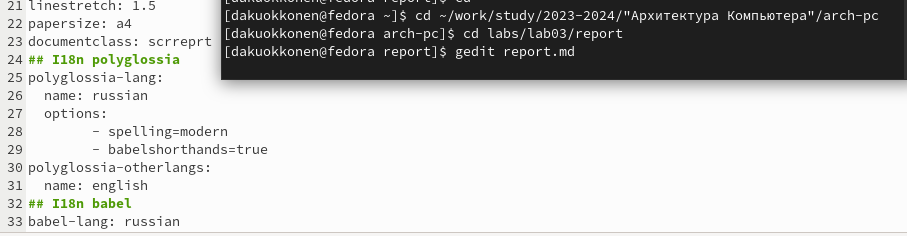 21 linestretch: 1.5
22 papersize: a4
23 documentclass: scrreprt
24 ## I18n polyglossia
25 polyglossia-lang:
26   name: russian
27   options:
28         - spelling=modern
29         - babelshorthands=true
30 polyglossia-otherlangs:
31   name: english
32 ## I18n babel
33 babel-lang: russian
[dakuokkonen@fedora ~]$ cd ~/work/study/2023-2024/"Архитектура Компьютера"/arch-pc
[dakuokkonen@fedora arch-pc]$ cd labs/lab03/report
[dakuokkonen@fedora report]$ gedit report.md